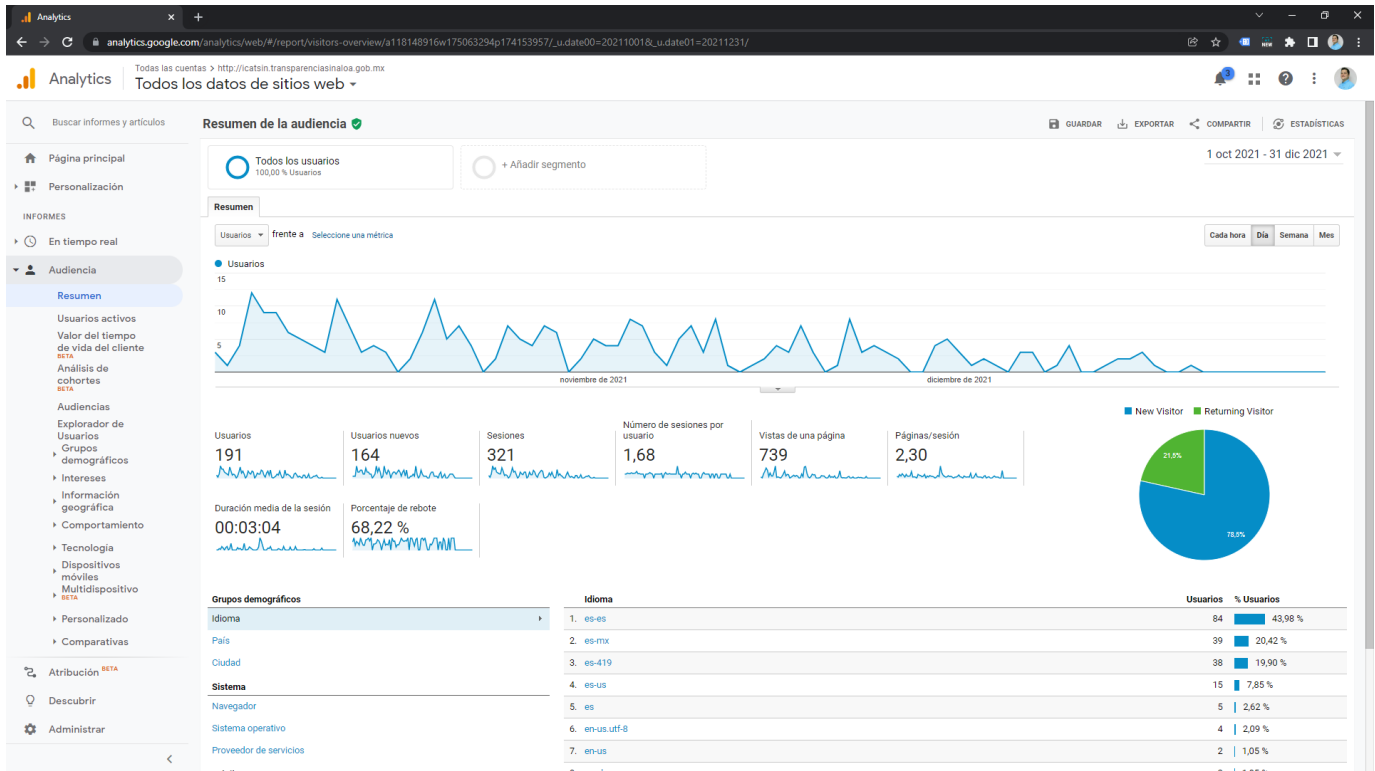 Analytics
analytics.google.com/analytics/web/#/report/visitors-overview/a118148916w175063294p174153957/_u.date00=20211001&_u.date01=20211231/
Analytics
Todas las cuentas > http://icatsin.transparenciasinaloa.gob.mx
Todos los datos de sitios web
3
Buscar informes y artículos
Página principal
Personalización
INFORMES
En tiempo real
Audiencia
Resumen
Usuarios activos
Valor del tiempo
de vida del cliente
BETA
Análisis de
cohortes
BETA
Audiencias
Explorador de
Usuarios
Grupos
demográficos
Intereses
Información
geográfica
Comportamiento
Tecnología
Dispositivos
móviles
Multidispositivo
BETA
Personalizado
Comparativas
Atribución BETA
Descubrir
Administrar
Resumen de la audiencia
GUARDAR
EXPORTAR
COMPARTIR
ESTADÍSTICAS
Todos los usuarios
100,00 % Usuarios
+ Añadir segmento
1 oct 2021 - 31 dic 2021
Resumen
Usuarios frente a Seleccione una métrica
Cada hora Día Semana Mes
Usuarios
15
10
5
noviembre de 2021
diciembre de 2021
New Visitor Returning Visitor
21,5%
78,5%
Usuarios
191
Usuarios nuevos
164
Sesiones
321
Número de sesiones por
usuario
1,68
Vistas de una página
739
Páginas/sesión
2,30
Duración media de la sesión
00:03:04
Porcentaje de rebote
68,22 %
Grupos demográficos
Idioma
País
Ciudad
Sistema
Navegador
Sistema operativo
Proveedor de servicios
Idioma Usuarios % Usuarios
1. es-es 84 43,98 %
2. es-mx 39 20,42 %
3. es-419 38 19,90 %
4. es-us 15 7,85 %
5. es 5 2,62 %
6. en-us.utf-8 4 2,09 %
7. en-us 2 1,05 %